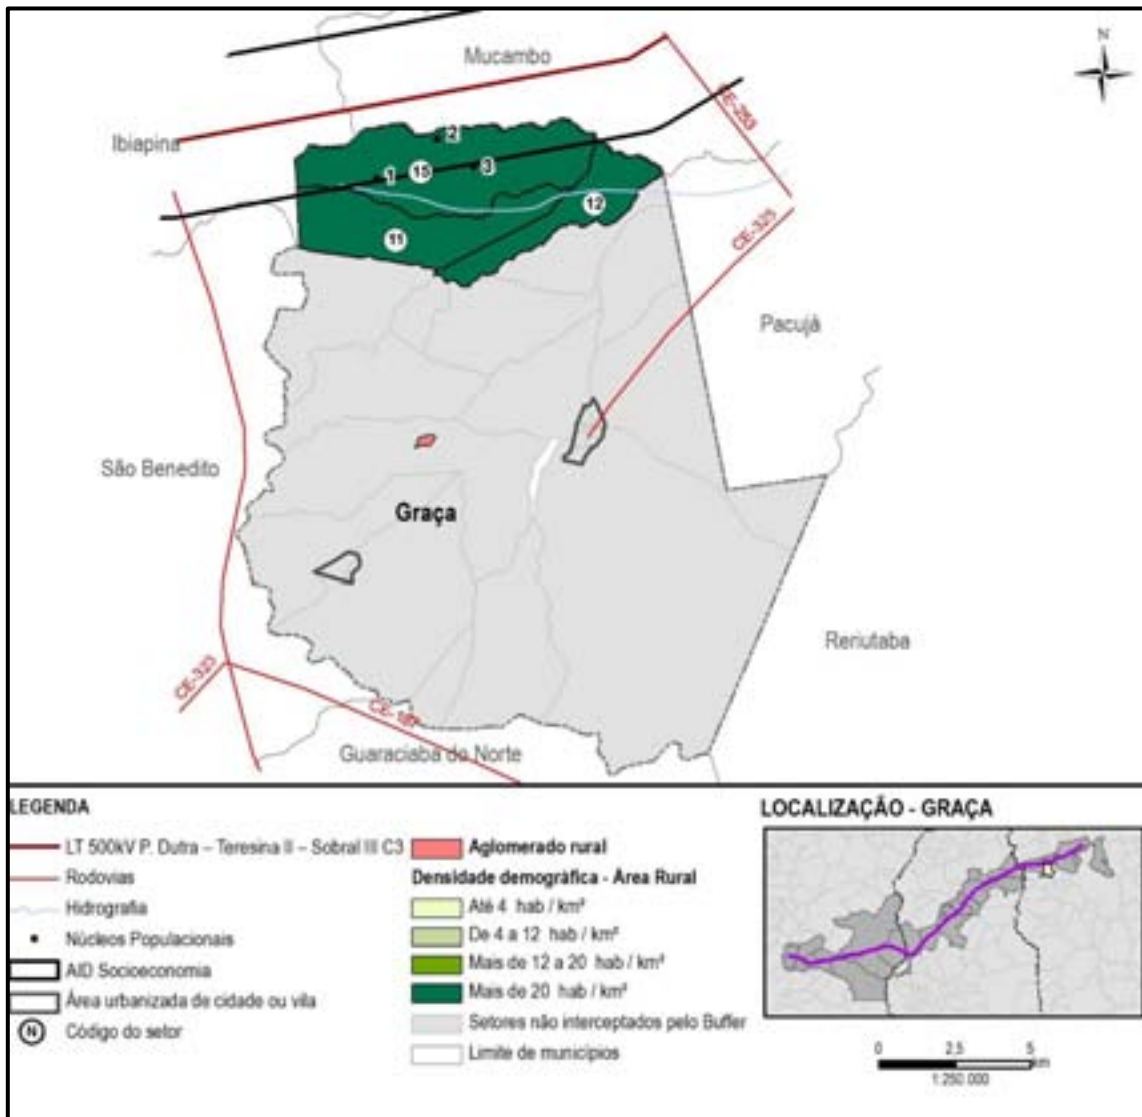 N
Mucambo
CE-253
Ibiapina
2
1
15
3
12
11
CE-325
Pacujá
São Benedito
Graça
Reriutaba
CE-323
Guaraciaba do Norte
LEGENDA
LT 500kV P. Dutra – Teresina II – Sobral III C3
Rodovias
Hidrografia
Núcleos Populacionais
AID Socioeconomia
Área urbanizada de cidade ou vila
N Código do setor
Aglomerado rural
Densidade demográfica - Área Rural
Até 4 hab / km²
De 4 a 12 hab / km²
Mais de 12 a 20 hab / km²
Mais de 20 hab / km²
Setores não interceptados pelo Buffer
Limite de municípios
LOCALIZAÇÃO - GRAÇA
0 2,5 5
km
1:250.000